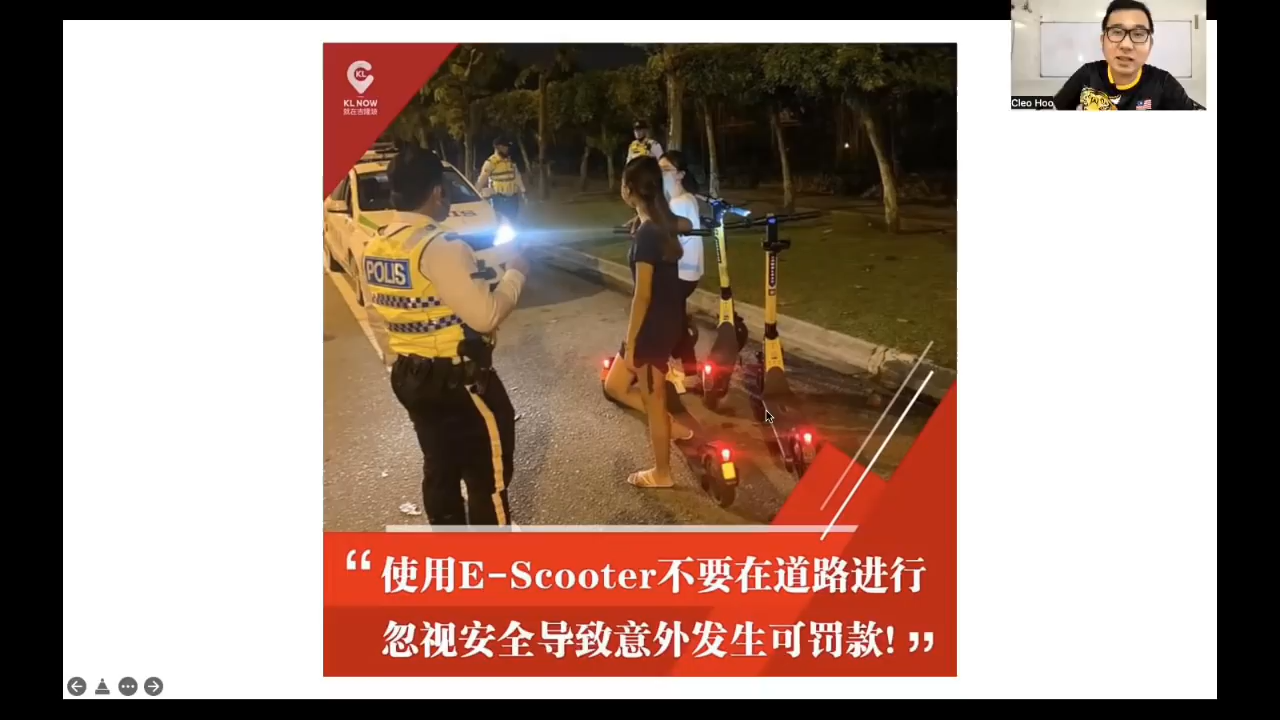 KL
KL NOW
就在吉隆坡
Cleo Hoo
POLIS
“使用E-Scooter不要在道路进行
忽视安全导致意外发生可罚款!”